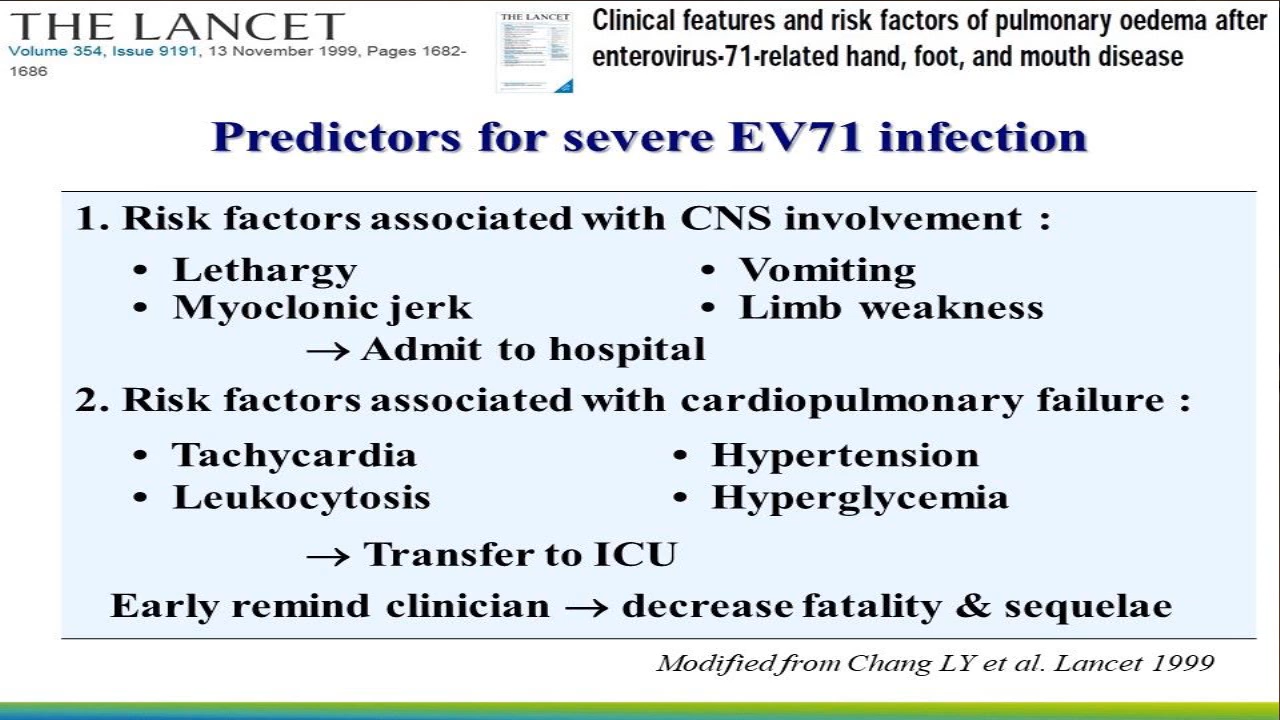 THE LANCET
Volume 354, Issue 9191, 13 November 1999, Pages 1682-
1686
THE LANCET
Clinical features and risk factors of pulmonary oedema after
enterovirus-71-related hand, foot, and mouth disease
Predictors for severe EV71 infection
1. Risk factors associated with CNS involvement :
• Lethargy • Vomiting
• Myoclonic jerk • Limb weakness
→ Admit to hospital
2. Risk factors associated with cardiopulmonary failure :
• Tachycardia • Hypertension
• Leukocytosis • Hyperglycemia
→ Transfer to ICU
Early remind clinician → decrease fatality & sequelae
Modified from Chang LY et al. Lancet 1999